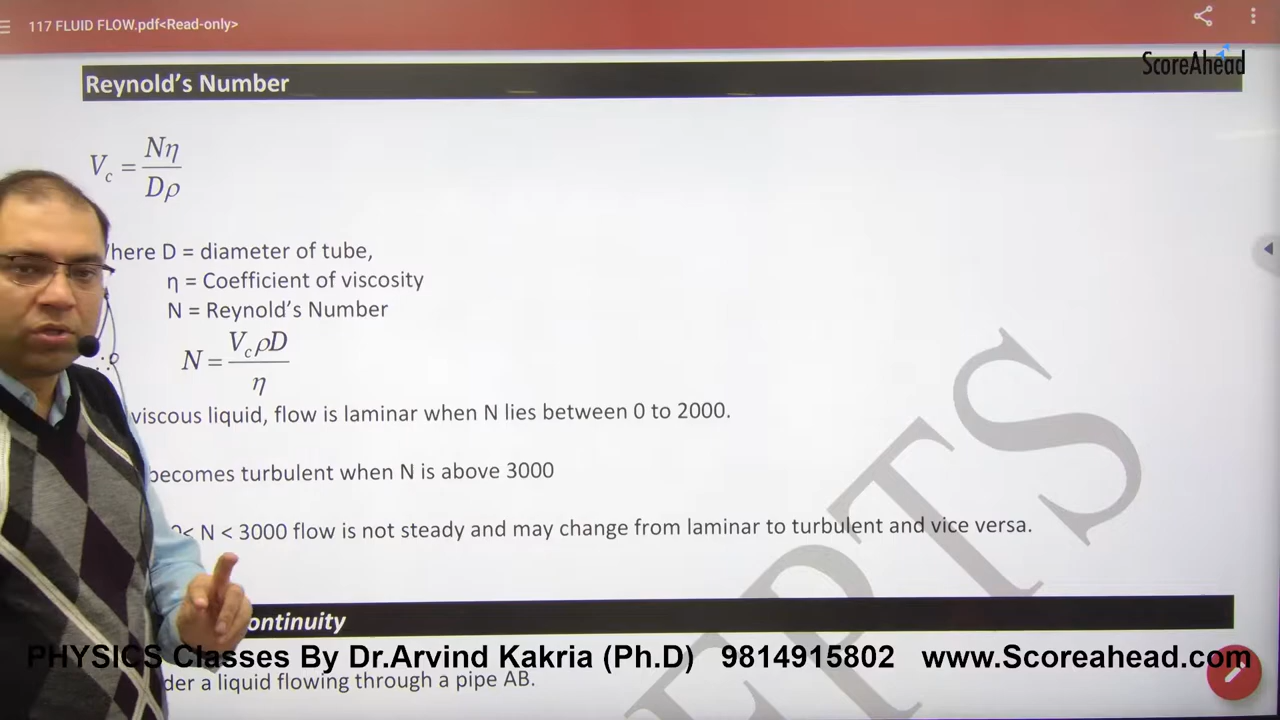 117 FLUID FLOW.pdf<Read-only>
ScoreAhead
Reynold's Number
V_c = Nη / Dρ
here D = diameter of tube,
η = Coefficient of viscosity
N = Reynold's Number
∴ N = V_cρD / η
viscous liquid, flow is laminar when N lies between 0 to 2000.
becomes turbulent when N is above 3000
< N < 3000 flow is not steady and may change from laminar to turbulent and vice versa.
ontinuity
PHYSICS Classes By Dr.Arvind Kakria (Ph.D) 9814915802 www.Scoreahead.com
der a liquid flowing through a pipe AB.
EPTS